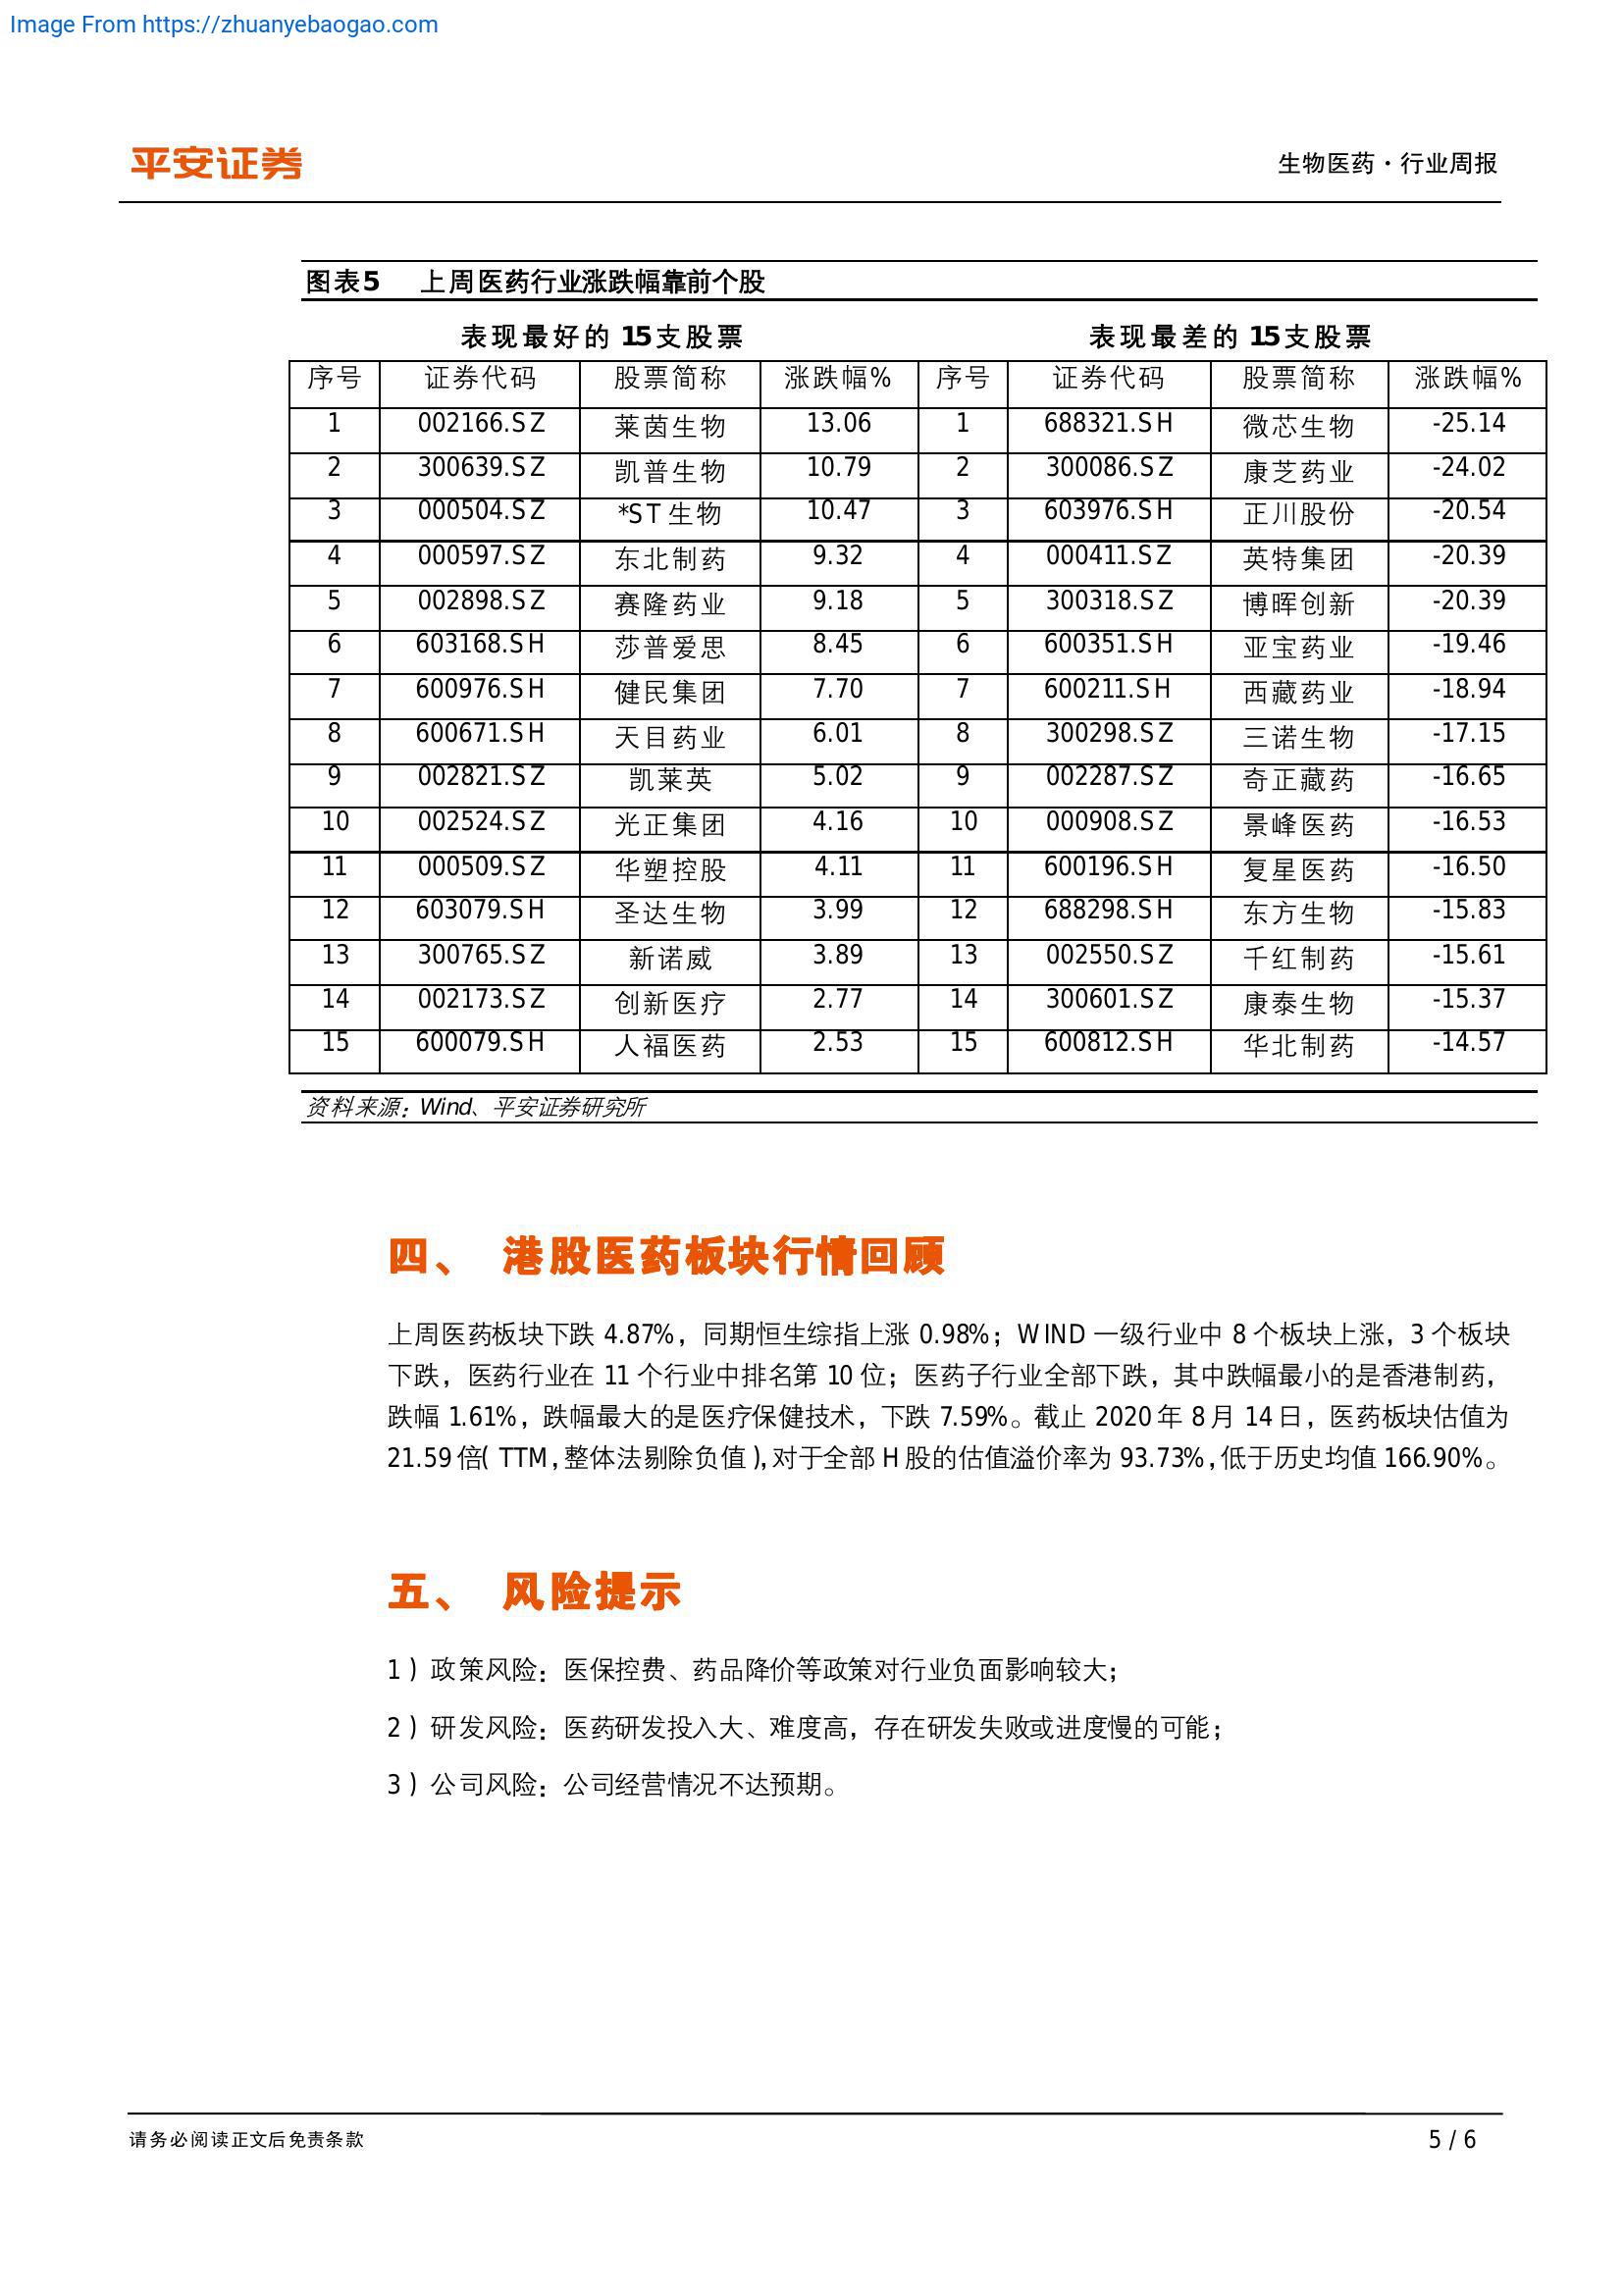 Image From https://zhuanyebaogao.com
平安证券
生物医药·行业周报
图表5 上周医药行业涨跌幅靠前个股
表现最好的 15支股票 表现最差的 15支股票
序号 证券代码 股票简称 涨跌幅% 序号 证券代码 股票简称 涨跌幅%
1 002166.SZ 莱茵生物 13.06 1 688321.SH 微芯生物 -25.14
2 300639.SZ 凯普生物 10.79 2 300086.SZ 康芝药业 -24.02
3 000504.SZ *ST 生物 10.47 3 603976.SH 正川股份 -20.54
4 000597.SZ 东北制药 9.32 4 000411.SZ 英特集团 -20.39
5 002898.SZ 赛隆药业 9.18 5 300318.SZ 博晖创新 -20.39
6 603168.SH 莎普爱思 8.45 6 600351.SH 亚宝药业 -19.46
7 600976.SH 健民集团 7.70 7 600211.SH 西藏药业 -18.94
8 600671.SH 天目药业 6.01 8 300298.SZ 三诺生物 -17.15
9 002821.SZ 凯莱英 5.02 9 002287.SZ 奇正藏药 -16.65
10 002524.SZ 光正集团 4.16 10 000908.SZ 景峰医药 -16.53
11 000509.SZ 华塑控股 4.11 11 600196.SH 复星医药 -16.50
12 603079.SH 圣达生物 3.99 12 688298.SH 东方生物 -15.83
13 300765.SZ 新诺威 3.89 13 002550.SZ 千红制药 -15.61
14 002173.SZ 创新医疗 2.77 14 300601.SZ 康泰生物 -15.37
15 600079.SH 人福医药 2.53 15 600812.SH 华北制药 -14.57
资料来源：Wind、平安证券研究所
四、 港股医药板块行情回顾
上周医药板块下跌 4.87%，同期恒生综指上涨 0.98%；WIND 一级行业中 8 个板块上涨，3 个板块
下跌，医药行业在 11 个行业中排名第 10 位；医药子行业全部下跌，其中跌幅最小的是香港制药，
跌幅 1.61%，跌幅最大的是医疗保健技术，下跌 7.59%。截止 2020 年 8 月 14 日，医药板块估值为
21.59 倍（TTM，整体法剔除负值），对于全部 H 股的估值溢价率为 93.73%，低于历史均值 166.90%。
五、 风险提示
1）政策风险：医保控费、药品降价等政策对行业负面影响较大；
2）研发风险：医药研发投入大、难度高，存在研发失败或进度慢的可能；
3）公司风险：公司经营情况不达预期。
请务必阅读正文后免责条款
5 / 6